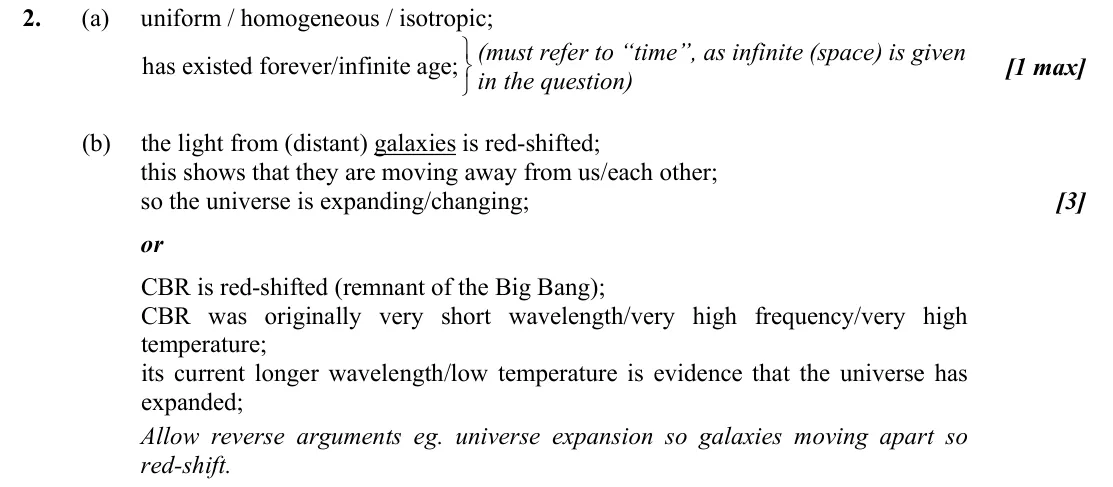 2. (a) uniform / homogeneous / isotropic;
has existed forever/infinite age; (must refer to “time”, as infinite (space) is given
in the question) [1 max]
(b) the light from (distant) galaxies is red-shifted;
this shows that they are moving away from us/each other;
so the universe is expanding/changing; [3]
or
CBR is red-shifted (remnant of the Big Bang);
CBR was originally very short wavelength/very high frequency/very high
temperature;
its current longer wavelength/low temperature is evidence that the universe has
expanded;
Allow reverse arguments eg. universe expansion so galaxies moving apart so
red-shift.